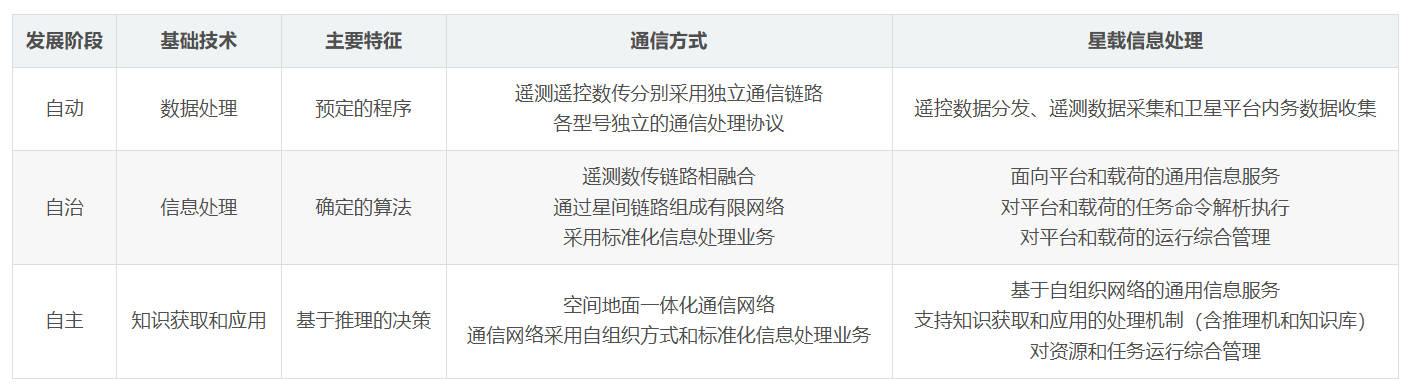 发展阶段 基础技术 主要特征 通信方式 星载信息处理
自动 数据处理 预定的程序
遥测遥控数传分别采用独立通信链路
各型号独立的通信处理协议
遥控数据分发、遥测数据采集和卫星平台内务数据收集
自治 信息处理 确定的算法
遥测数传链路相融合
通过星间链路组成有限网络
采用标准化信息处理业务
面向平台和载荷的通用信息服务
对平台和载荷的任务命令解析执行
对平台和载荷的运行综合管理
自主 知识获取和应用 基于推理的决策
空间地面一体化通信网络
通信网络采用自组织方式和标准化信息处理业务
基于自组织网络的通用信息服务
支持知识获取和应用的处理机制（含推理机和知识库）
对资源和任务运行综合管理